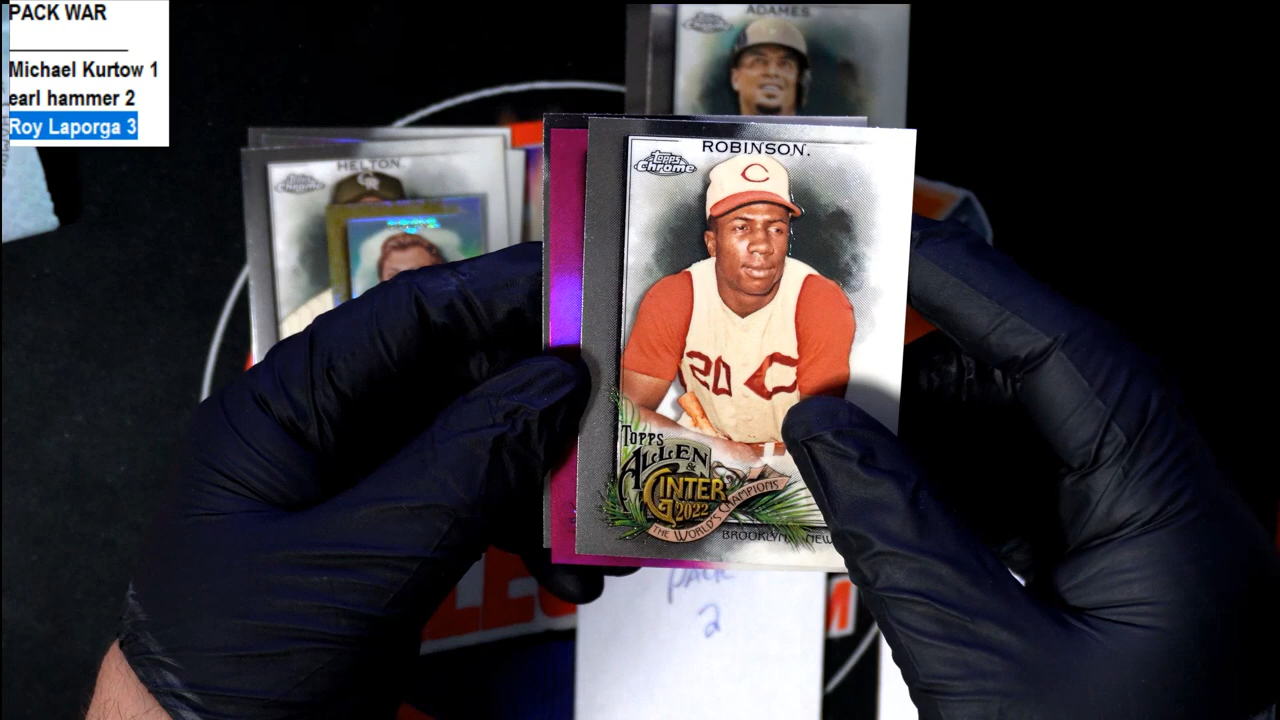 PACK WAR
Michael Kurtow 1
earl hammer 2
Roy Laporga 3
ADAMES
HELTON
Topps
Chrome
CR
ROBINSON.
Topps
Chrome
C
20 C
TOPPS
ALLEN
&
GINTER
2022
THE WORLD'S CHAMPIONS
BROOKLYN
PACK
2